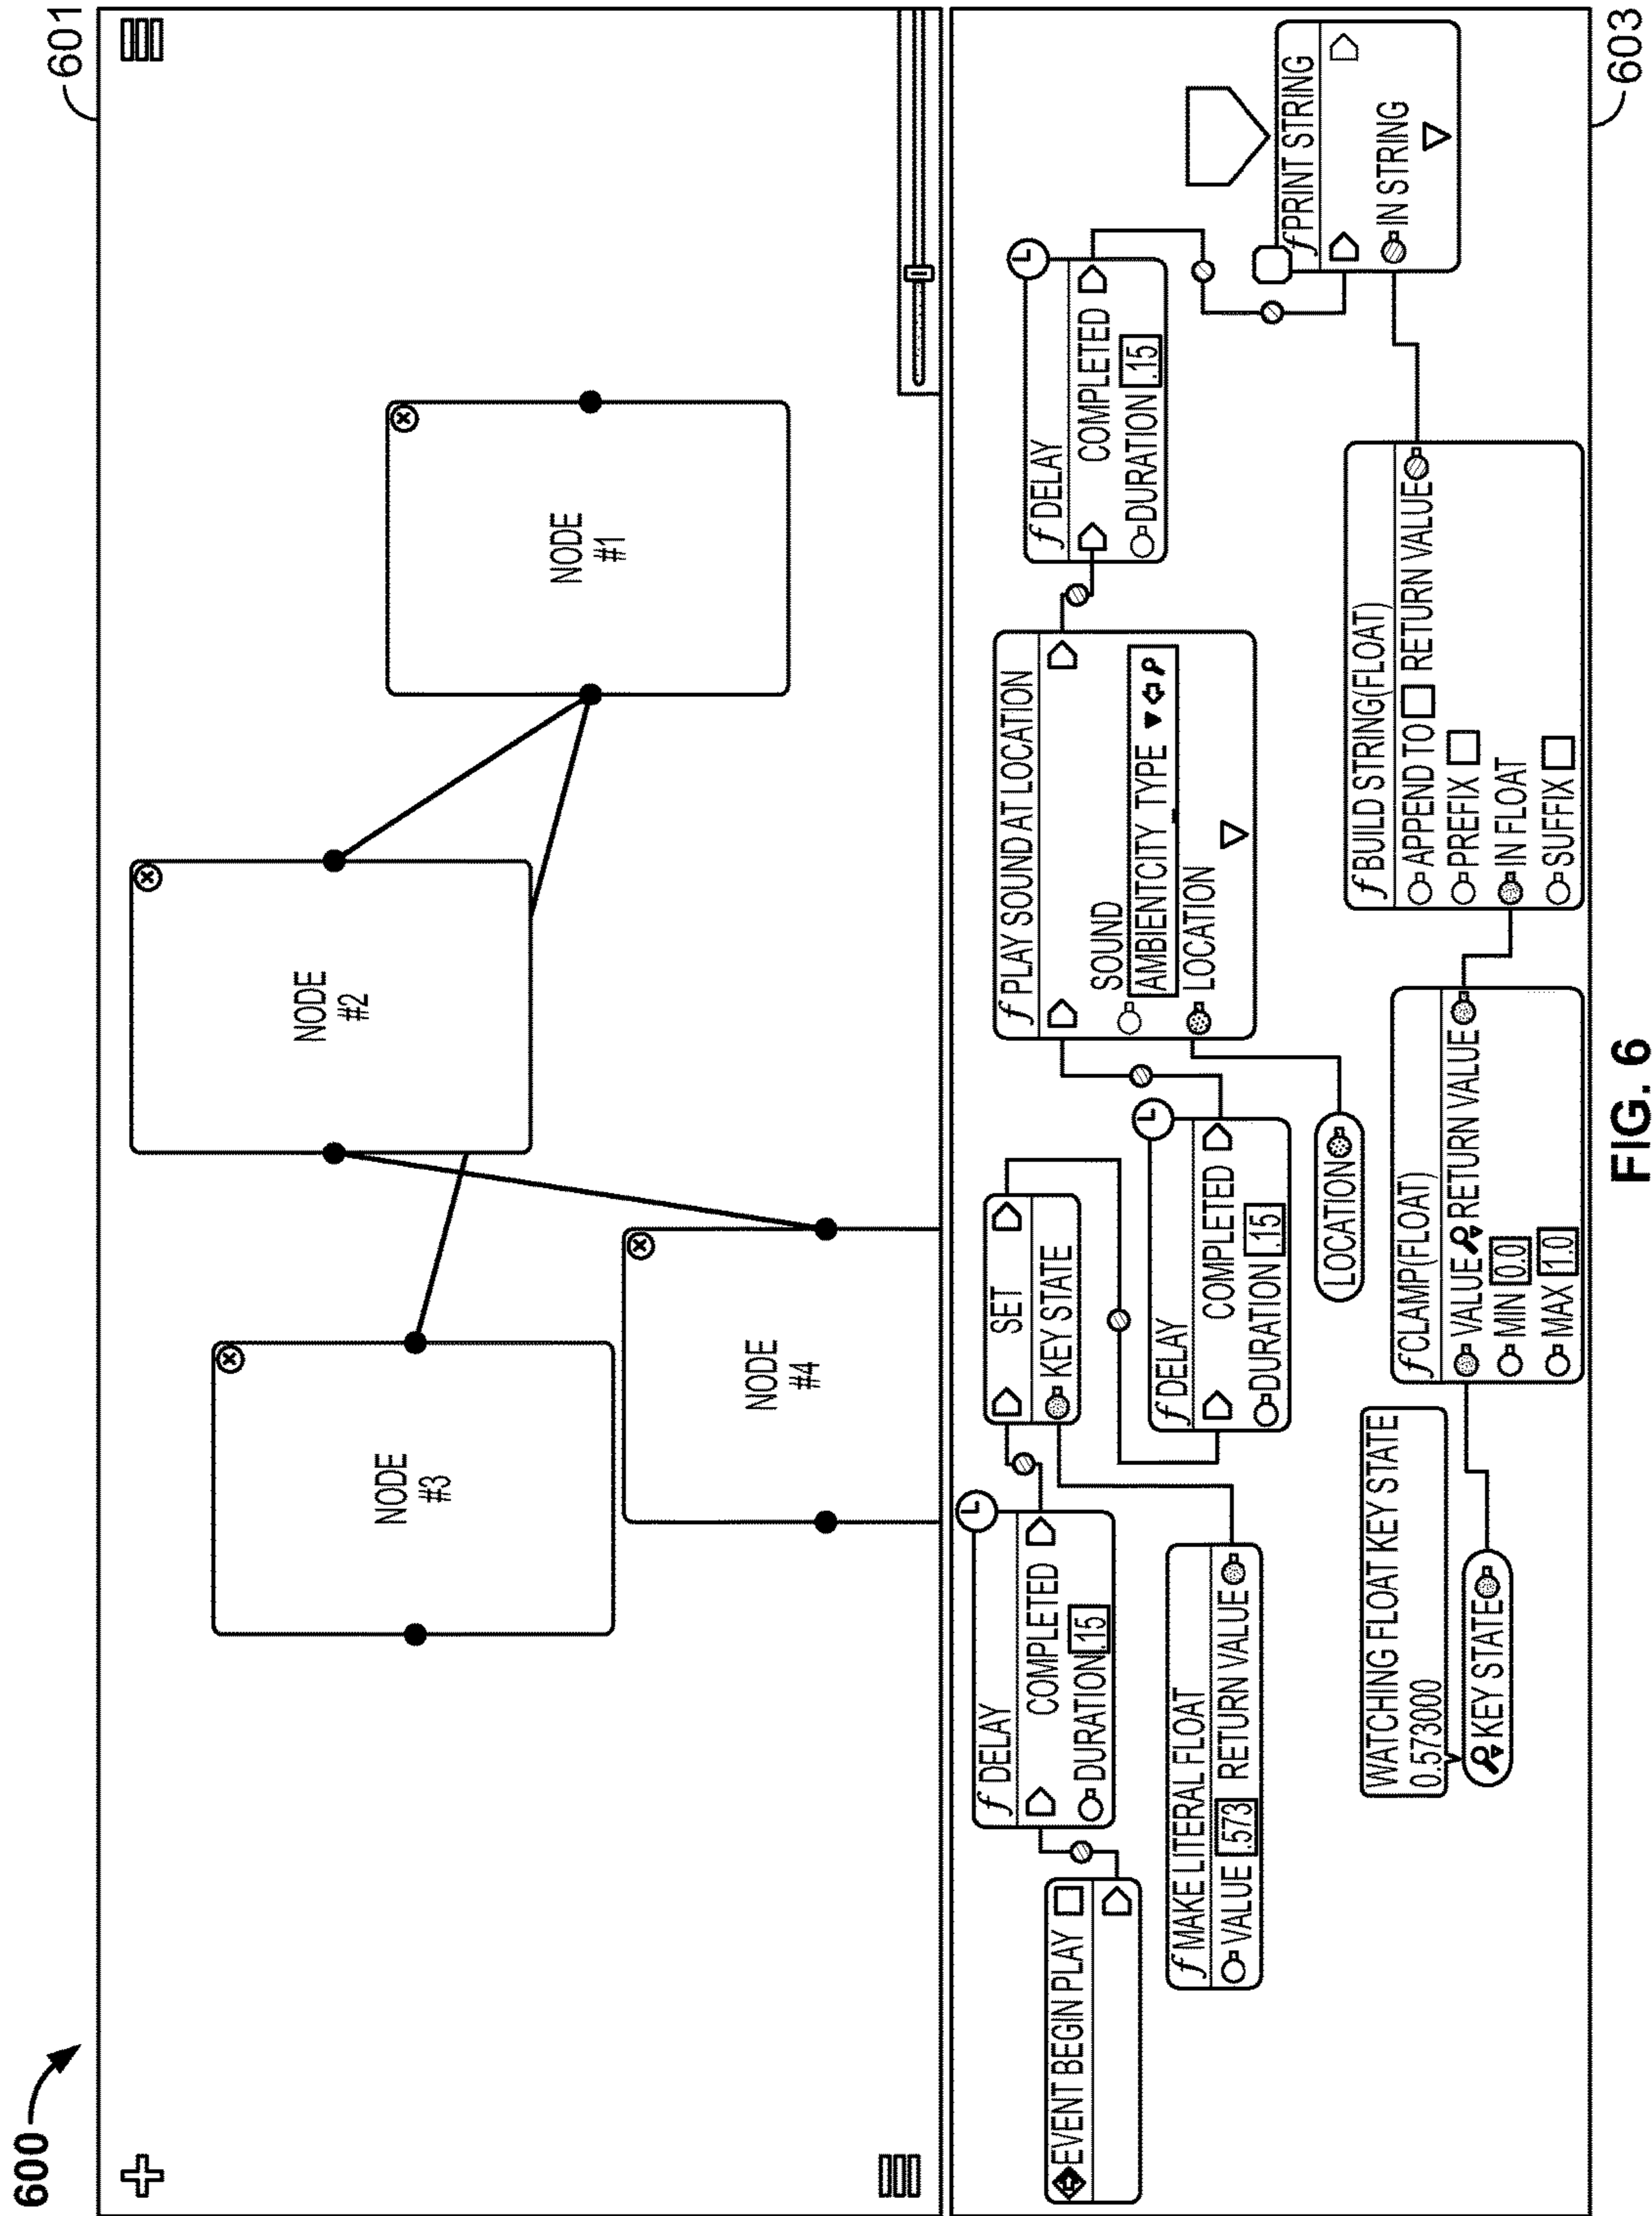 600
601
NODE
#3
NODE
#2
NODE
#1
NODE
#4
EVENT BEGIN PLAY
f DELAY
COMPLETED
DURATION .15
SET
KEY STATE
f PLAY SOUND AT LOCATION
SOUND
AMBIENTCITY_TYPE
LOCATION
f DELAY
COMPLETED
DURATION .15
f MAKE LITERAL FLOAT
VALUE .573 RETURN VALUE
f DELAY
COMPLETED
DURATION .15
LOCATION
f PRINT STRING
IN STRING
WATCHING FLOAT KEY STATE
0.573000
KEY STATE
f CLAMP(FLOAT)
VALUE RETURN VALUE
MIN 0.0
MAX 1.0
f BUILD STRING(FLOAT)
APPEND TO RETURN VALUE
PREFIX
IN FLOAT
SUFFIX
603
FIG. 6